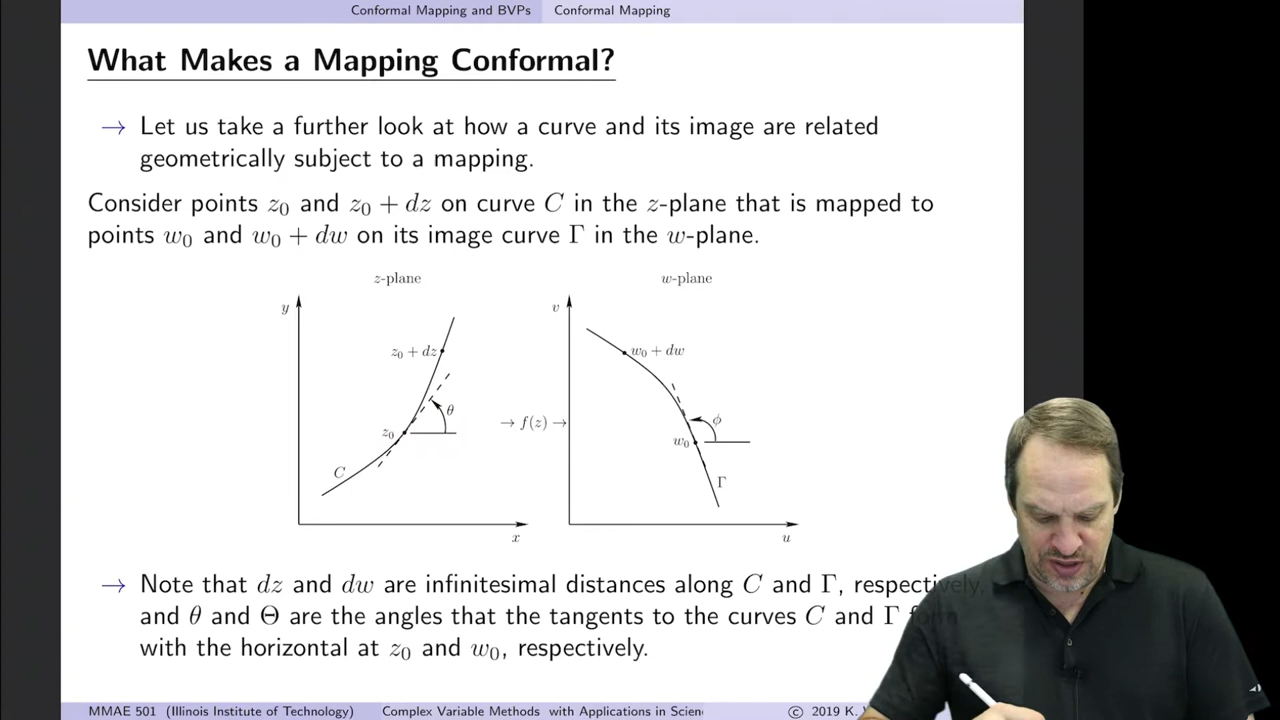 Conformal Mapping and BVPs Conformal Mapping
What Makes a Mapping Conformal?
→ Let us take a further look at how a curve and its image are related
geometrically subject to a mapping.
Consider points z₀ and z₀ + dz on curve C in the z-plane that is mapped to
points w₀ and w₀ + dw on its image curve Γ in the w-plane.
z-plane
y
z₀ + dz
θ
z₀
C
x
→ f(z) →
w-plane
v
w₀ + dw
ϕ
w₀
Γ
u
→ Note that dz and dw are infinitesimal distances along C and Γ, respectively,
and θ and Θ are the angles that the tangents to the curves C and Γ form
with the horizontal at z₀ and w₀, respectively.
MMAE 501 (Illinois Institute of Technology) Complex Variable Methods with Applications in © 2019 K.